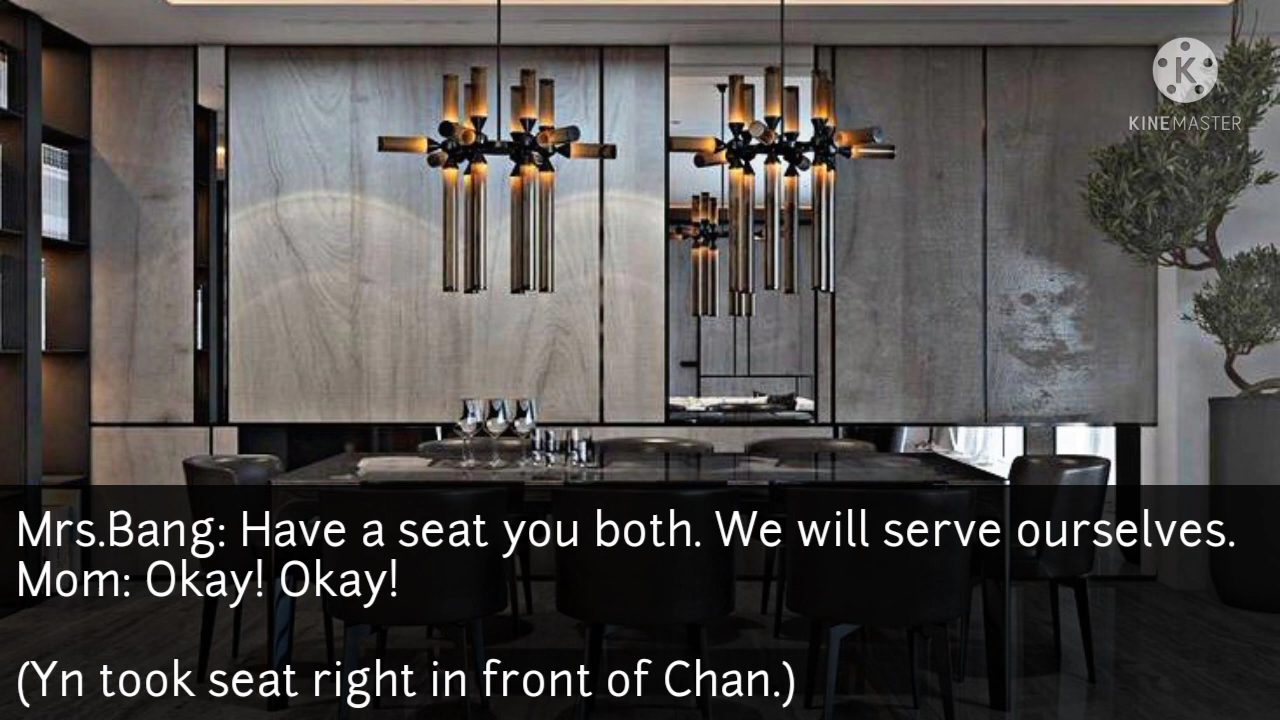 KINEMASTER
Mrs.Bang: Have a seat you both. We will serve ourselves.
Mom: Okay! Okay!
(Yn took seat right in front of Chan.)